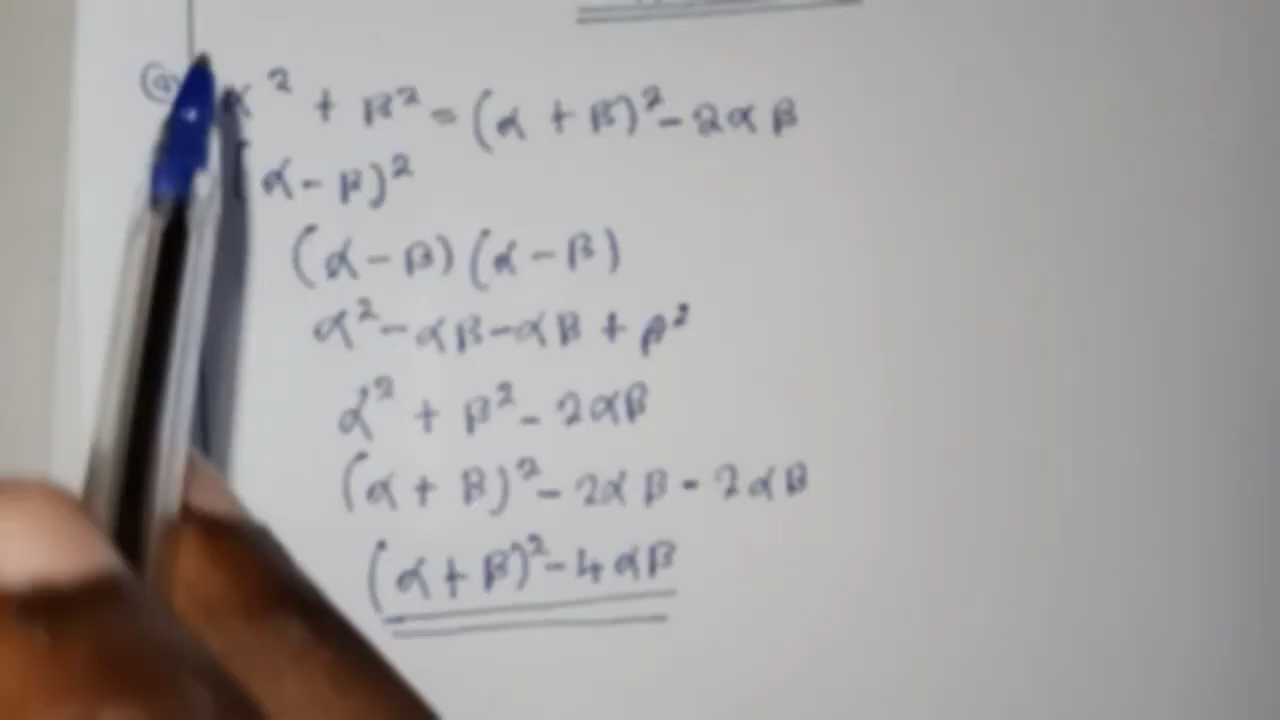 α² + β² = (α + β)² - 2αβ
(α - β)²
(α - β)(α - β)
α² - αβ - αβ + β²
α² + β² - 2αβ
(α + β)² - 2αβ - 2αβ
(α + β)² - 4αβ